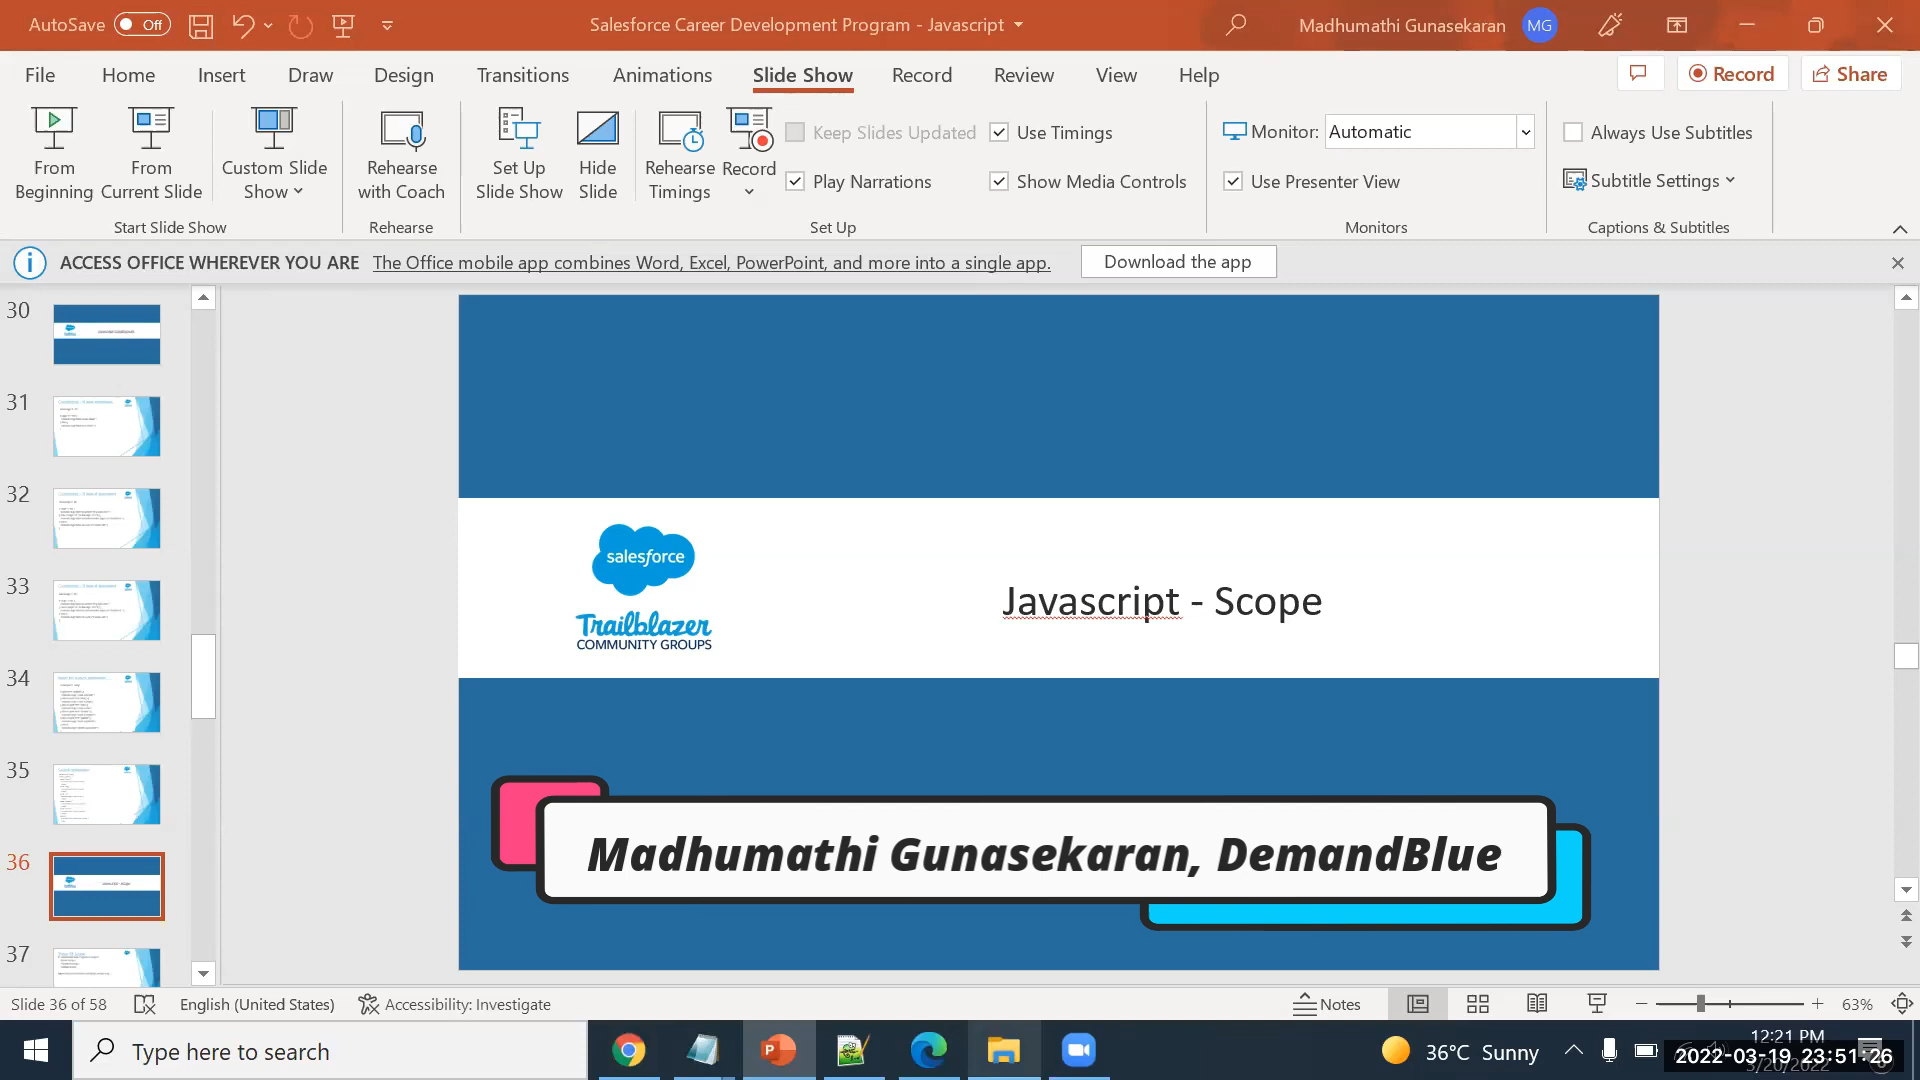 AutoSave Off
Salesforce Career Development Program - Javascript
Madhumathi Gunasekaran MG
File Home Insert Draw Design Transitions Animations Slide Show Record Review View Help
Record Share
From Beginning
From Current Slide
Custom Slide Show
Rehearse with Coach
Set Up Slide Show
Hide Slide
Rehearse Timings
Record
Keep Slides Updated
Use Timings
Play Narrations
Show Media Controls
Monitor: Automatic
Use Presenter View
Always Use Subtitles
Subtitle Settings
Start Slide Show
Rehearse
Set Up
Monitors
Captions & Subtitles
ACCESS OFFICE WHEREVER YOU ARE The Office mobile app combines Word, Excel, PowerPoint, and more into a single app. Download the app
30
31
32
33
34
35
36
37
salesforce
Trailblazer
COMMUNITY GROUPS
Javascript - Scope
Madhumathi Gunasekaran, DemandBlue
Slide 36 of 58 English (United States) Accessibility: Investigate Notes 63%
Type here to search
36°C Sunny
12:21 PM
3/20/2022
2022-03-19 23:51:26